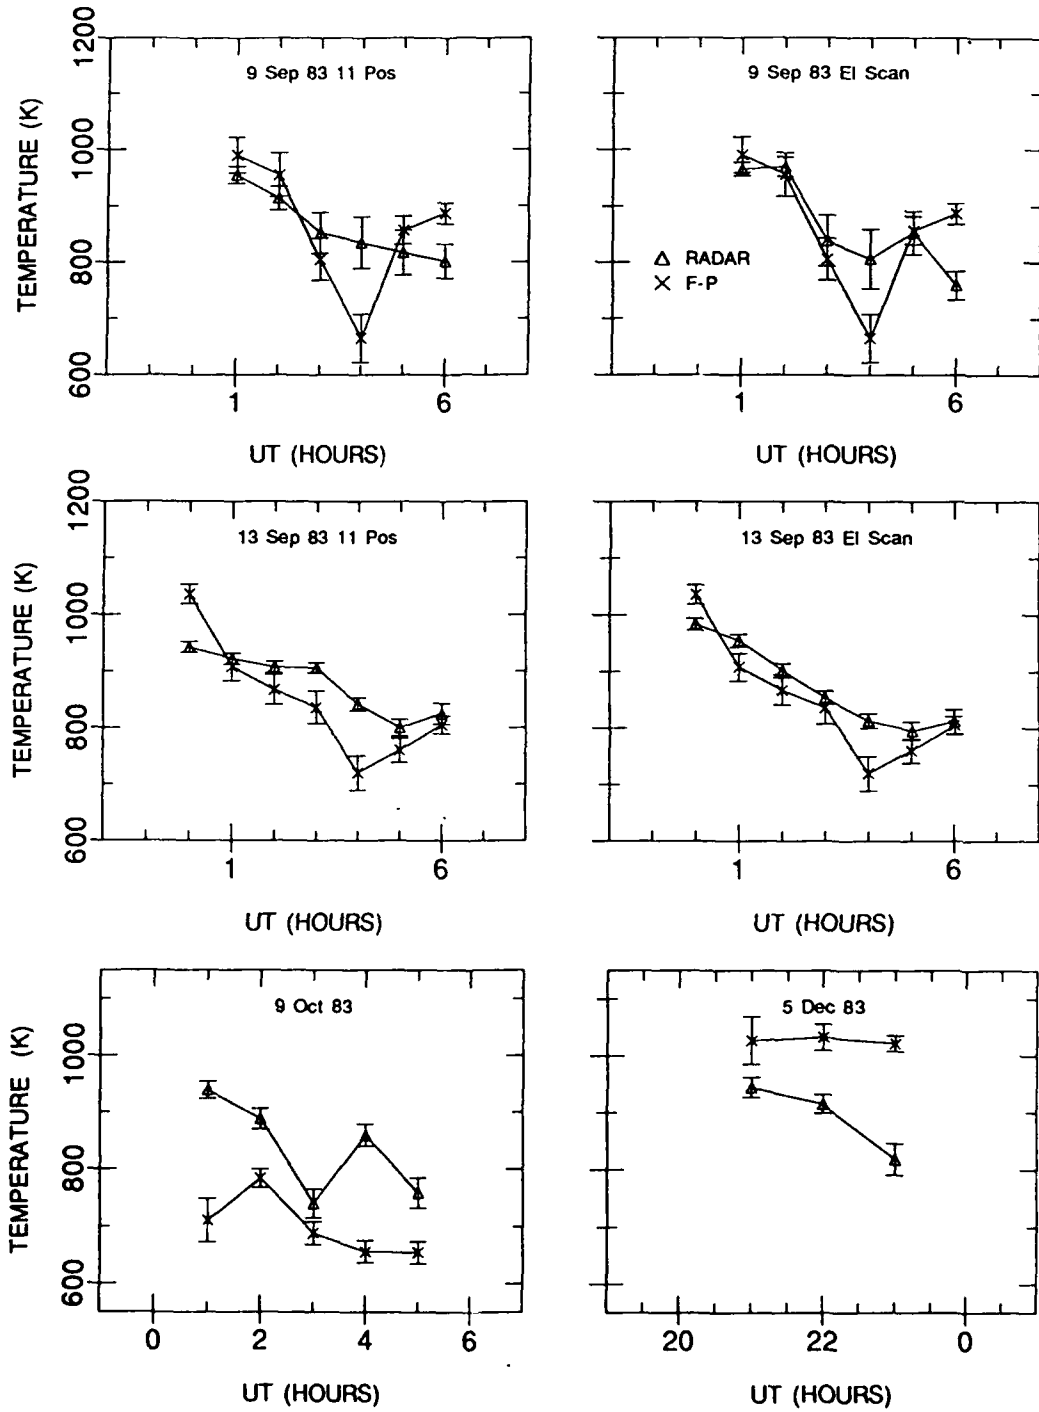 TEMPERATURE (K)
1200
1000
800
600
9 Sep 83 11 Pos
1
6
UT (HOURS)
9 Sep 83 El Scan
RADAR
F-P
1
6
UT (HOURS)
TEMPERATURE (K)
1200
1000
800
600
13 Sep 83 11 Pos
1
6
UT (HOURS)
13 Sep 83 El Scan
1
6
UT (HOURS)
TEMPERATURE (K)
1000
800
600
9 Oct 83
0
2
4
6
UT (HOURS)
5 Dec 83
20
22
0
UT (HOURS)